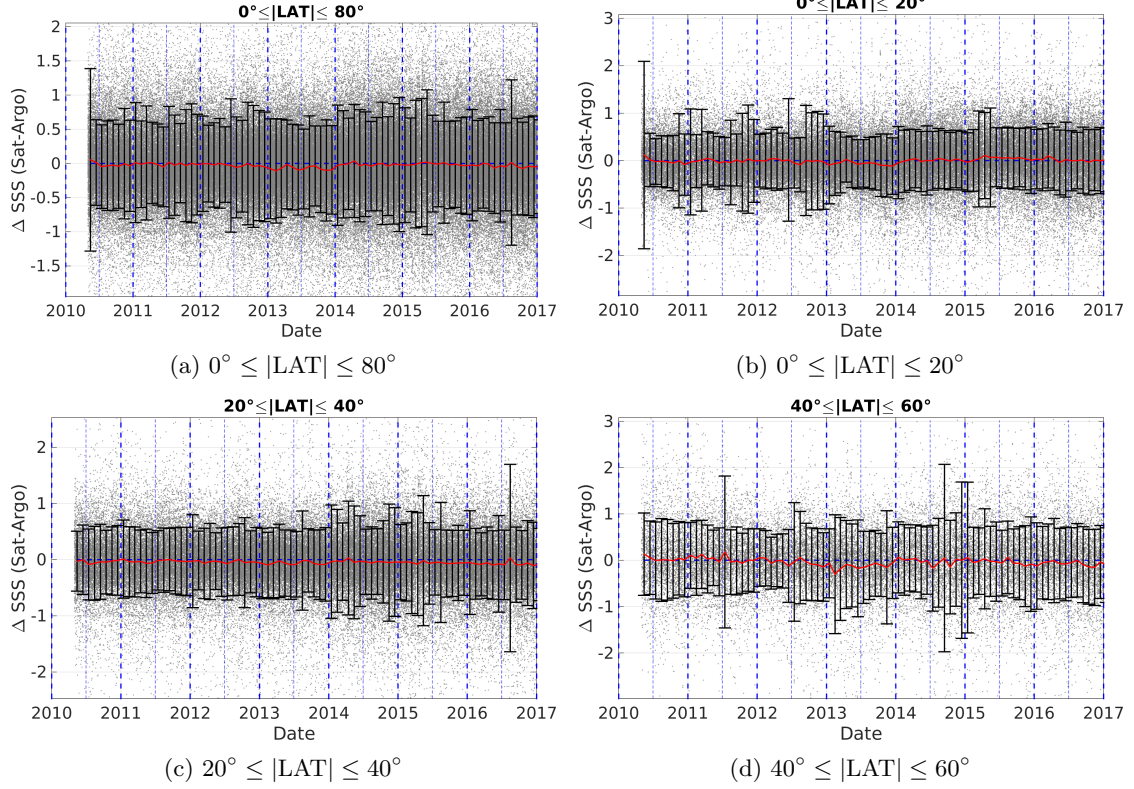 0°≤|LAT|≤ 80°
2
1.5
1
0.5
0
-0.5
-1
-1.5
Δ SSS (Sat-Argo)
2010 2011 2012 2013 2014 2015 2016 2017
Date
(a) 0° ≤ |LAT| ≤ 80°
0°≤|LAT|≤ 20°
3
2
1
0
-1
-2
Δ SSS (Sat-Argo)
2010 2011 2012 2013 2014 2015 2016 2017
Date
(b) 0° ≤ |LAT| ≤ 20°
20°≤|LAT|≤ 40°
2
1
0
-1
-2
Δ SSS (Sat-Argo)
2010 2011 2012 2013 2014 2015 2016 2017
Date
(c) 20° ≤ |LAT| ≤ 40°
40°≤|LAT|≤ 60°
3
2
1
0
-1
-2
Δ SSS (Sat-Argo)
2010 2011 2012 2013 2014 2015 2016 2017
Date
(d) 40° ≤ |LAT| ≤ 60°